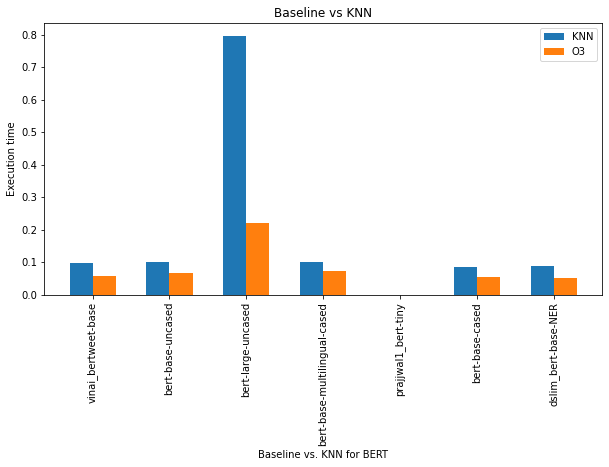 Baseline vs KNN
KNN
O3
Execution time
0.8
0.7
0.6
0.5
0.4
0.3
0.2
0.1
0.0
vinai_bertweet-base
bert-base-uncased
bert-large-uncased
bert-base-multilingual-cased
prajjwal1_bert-tiny
bert-base-cased
dslim_bert-base-NER
Baseline vs. KNN for BERT